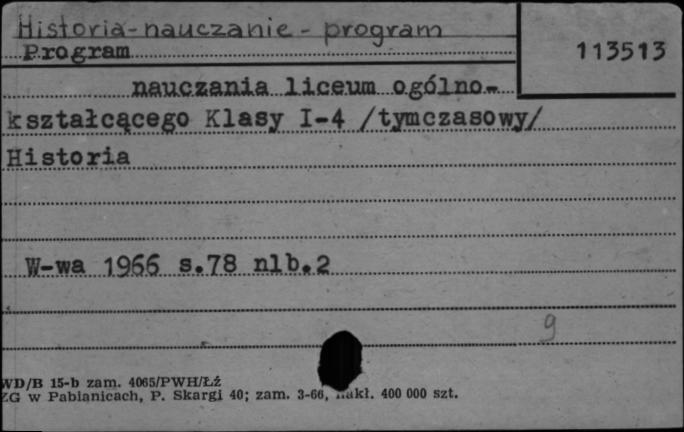 Historia-nauczanie - program
Program
113513
nauczania liceum ogólno-
kształcącego Klasy I-4 /tymczasowy/
Historia
W-wa 1966 s.78 nlb.2
9
WD/B 15-b zam. 4065/PWH/Łź
ZG w Pabianicach, P. Skargi 40; zam. 3-66, nakł. 400 000 szt.